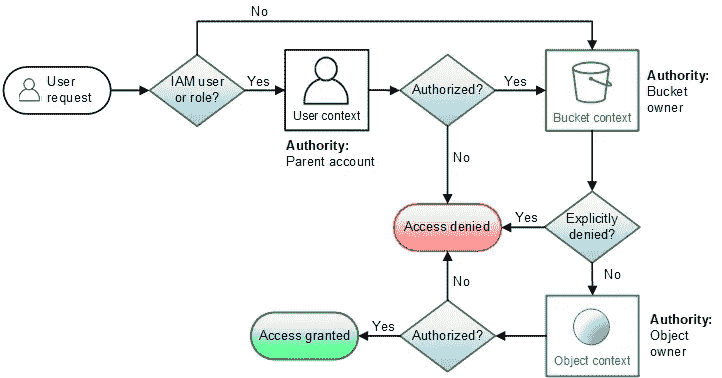 No
User
request
IAM user
or role?
Yes
User context
Authority:
Parent account
Authorized?
Yes
No
Bucket context
Authority:
Bucket
owner
Access denied
Yes
Explicitly
denied?
No
No
Access granted
Yes
Authorized?
Object context
Authority:
Object
owner